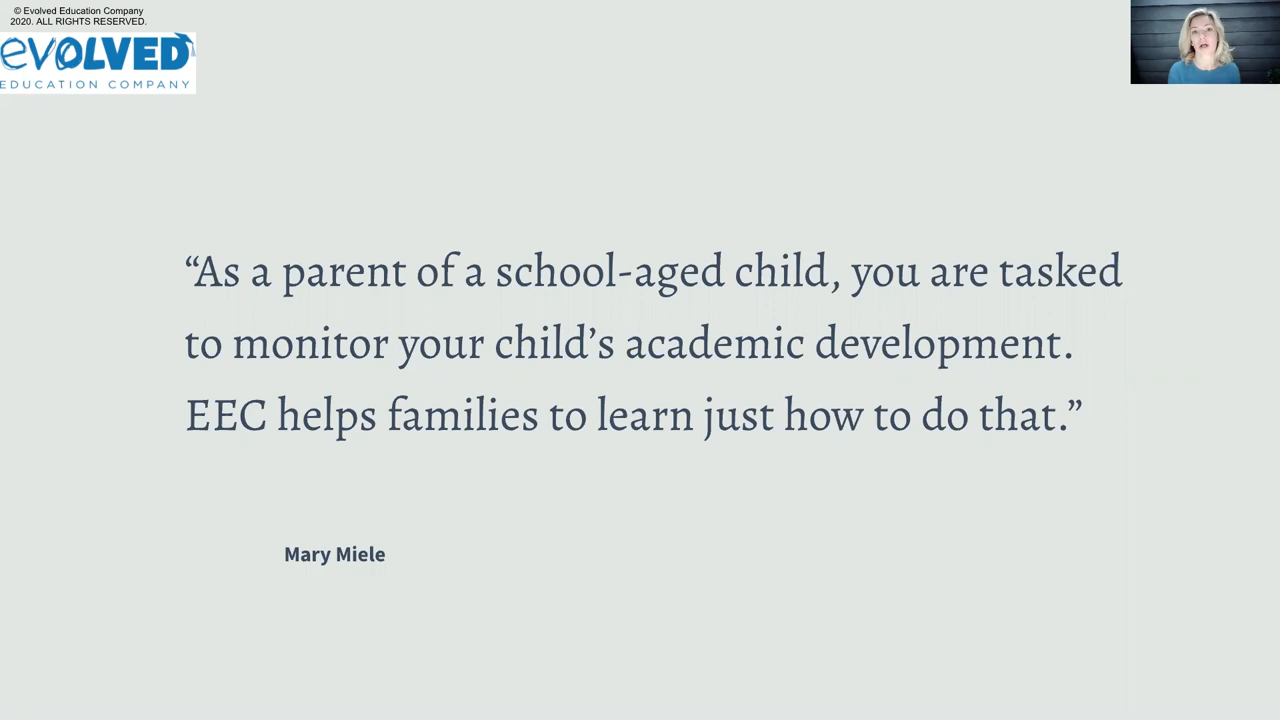 © Evolved Education Company
2020. ALL RIGHTS RESERVED.
evOLVED
EDUCATION COMPANY
“As a parent of a school-aged child, you are tasked
to monitor your child’s academic development.
EEC helps families to learn just how to do that.”
Mary Miele